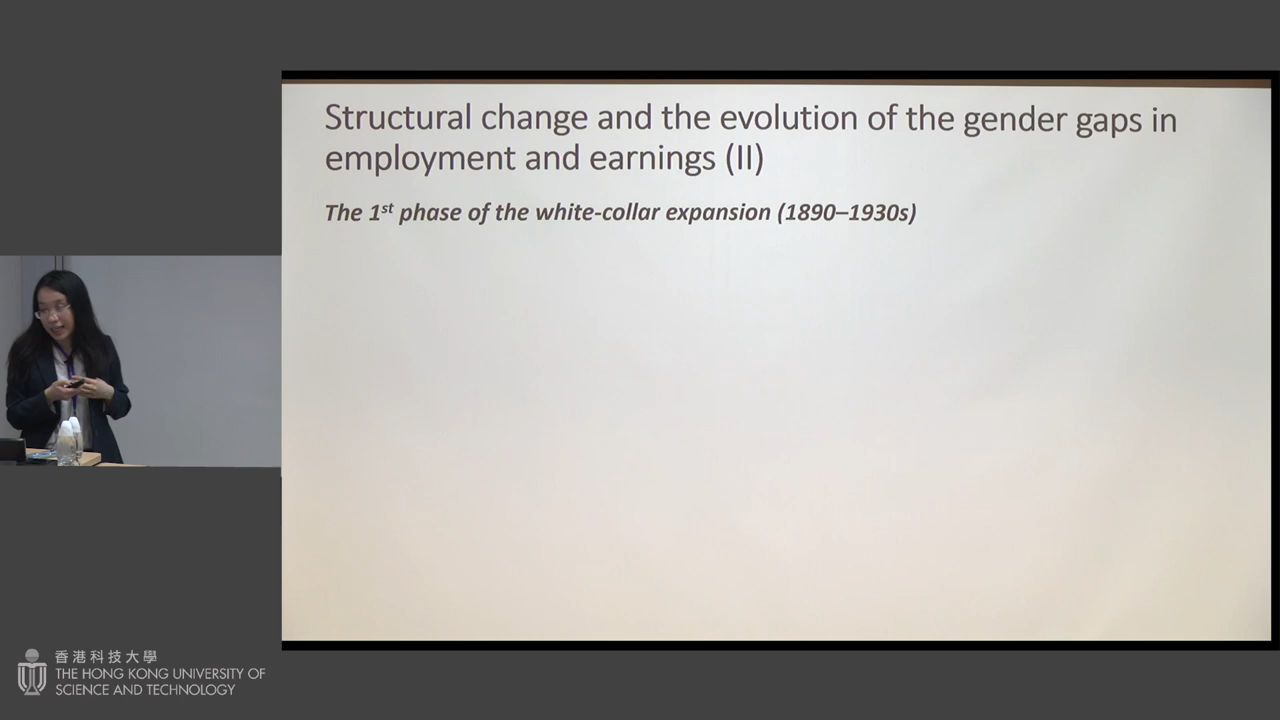 Structural change and the evolution of the gender gaps in
employment and earnings (II)
The 1st phase of the white-collar expansion (1890–1930s)
香港科技大學
THE HONG KONG UNIVERSITY OF
SCIENCE AND TECHNOLOGY